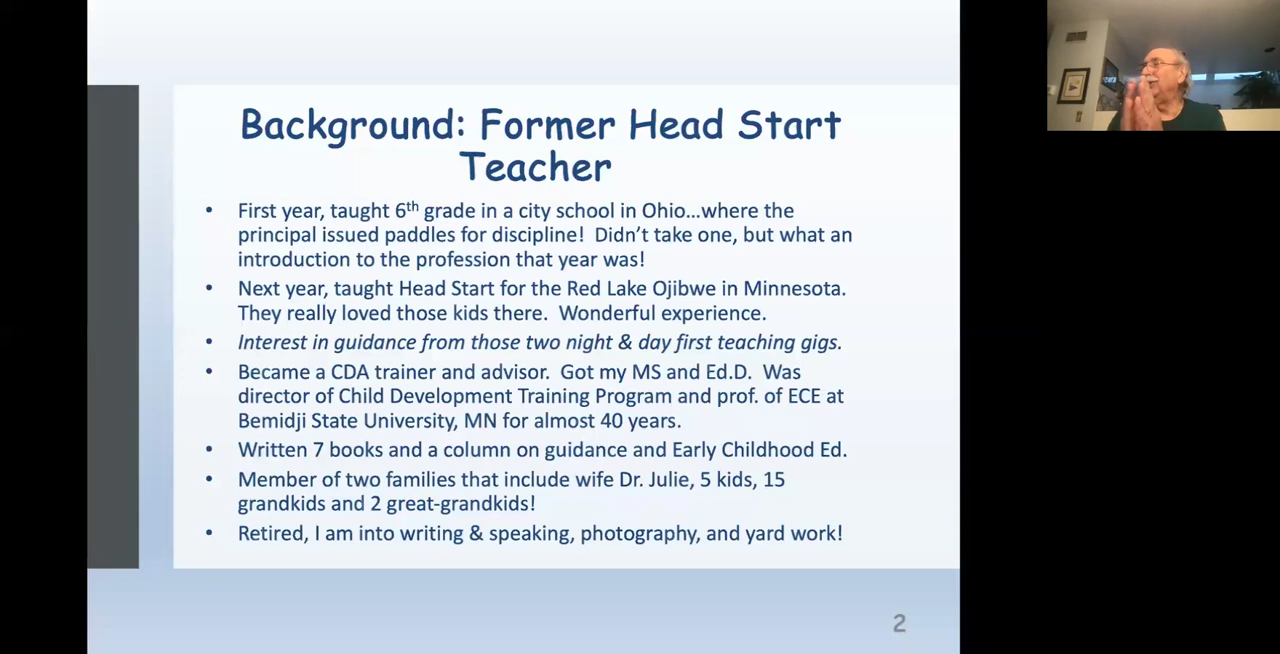 Background: Former Head Start
Teacher
• First year, taught 6th grade in a city school in Ohio...where the
principal issued paddles for discipline! Didn't take one, but what an
introduction to the profession that year was!
• Next year, taught Head Start for the Red Lake Ojibwe in Minnesota.
They really loved those kids there. Wonderful experience.
• Interest in guidance from those two night & day first teaching gigs.
• Became a CDA trainer and advisor. Got my MS and Ed.D. Was
director of Child Development Training Program and prof. of ECE at
Bemidji State University, MN for almost 40 years.
• Written 7 books and a column on guidance and Early Childhood Ed.
• Member of two families that include wife Dr. Julie, 5 kids, 15
grandkids and 2 great-grandkids!
• Retired, I am into writing & speaking, photography, and yard work!
2